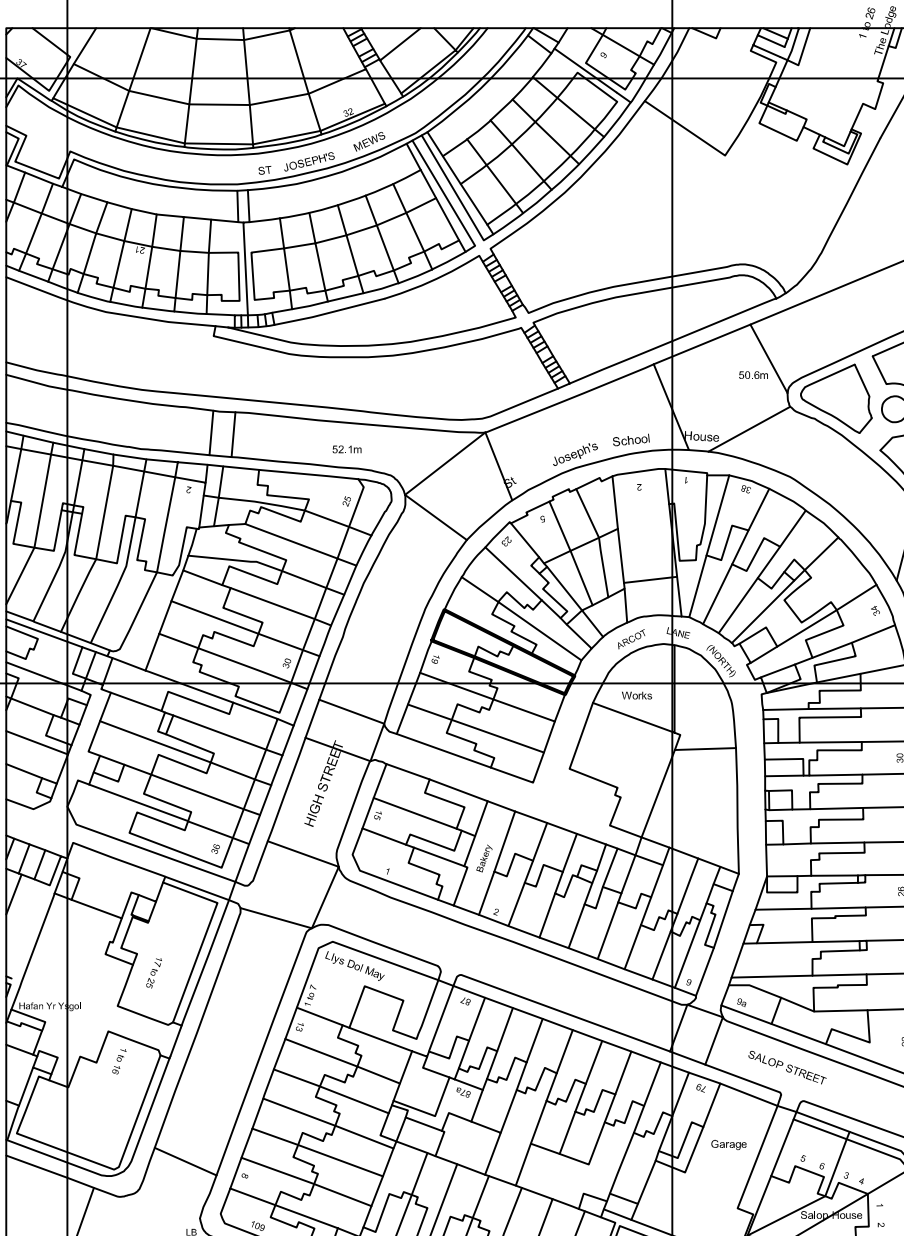 1 to 26
The Lodge
37
9
32
ST JOSEPH'S MEWS
21
50.6m
52.1m
St Joseph's School House
2
25
23
5
2
1
38
34
ARCOT LANE
(NORTH)
19
30
Works
HIGH STREET
30
15
36
1
Bakery
2
26
17 to 25
Hafan Yr Ysgol
1 to 16
Llys Dol May
1 to 7
13
87
87a
6
9a
SALOP STREET
79
Garage
5
6
3
4
1
2
Salop House
8
109
LB